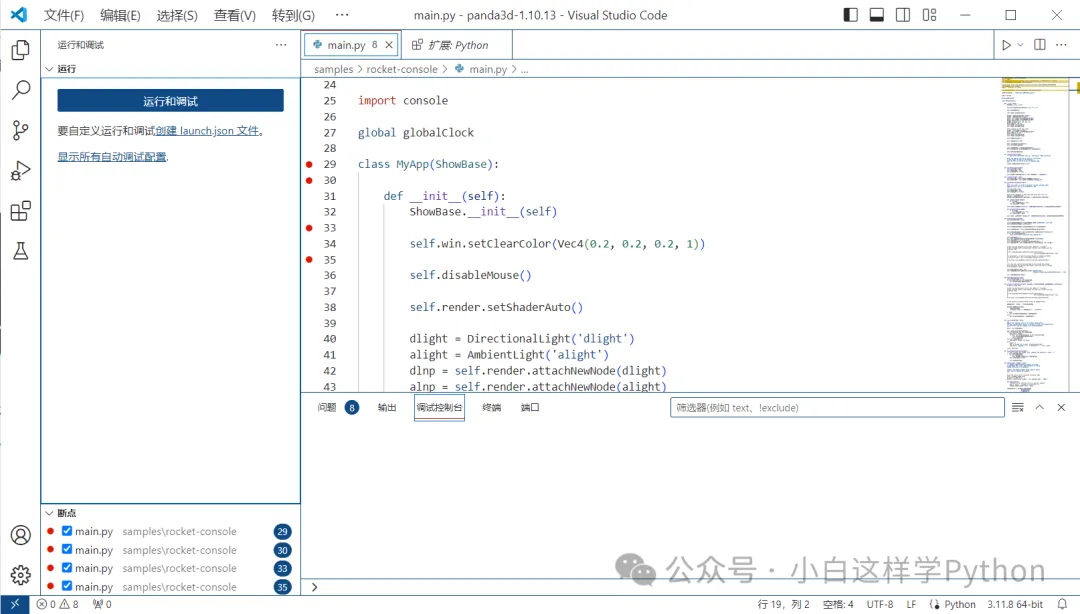 文件(F) 编辑(E) 选择(S) 查看(V) 转到(G) ··· main.py - panda3d-1.10.13 - Visual Studio Code
运行和调试 ···
运行
运行和调试
要自定义运行和调试创建 launch.json 文件。
显示所有自动调试配置.
断点
main.py samples\rocket-console 29
main.py samples\rocket-console 30
main.py samples\rocket-console 33
main.py samples\rocket-console 35
main.py 8 扩展: Python ···
samples > rocket-console > main.py > ...
24
25 import console
26
27 global globalClock
28
29 class MyApp(ShowBase):
30
31 def __init__(self):
32 ShowBase.__init__(self)
33
34 self.win.setClearColor(Vec4(0.2, 0.2, 0.2, 1))
35
36 self.disableMouse()
37
38 self.render.setShaderAuto()
39
40 dlight = DirectionalLight('dlight')
41 alight = AmbientLight('alight')
42 dlnp = self.render.attachNewNode(dlight)
43 alnp = self.render.attachNewNode(alight)
问题 8 输出 调试控制台 终端 端口 筛选器(例如 text、!exclude)
公众号 · 小白这样学Python
0 8 0 行 19，列 2 空格: 4 UTF-8 LF Python 3.11.8 64-bit